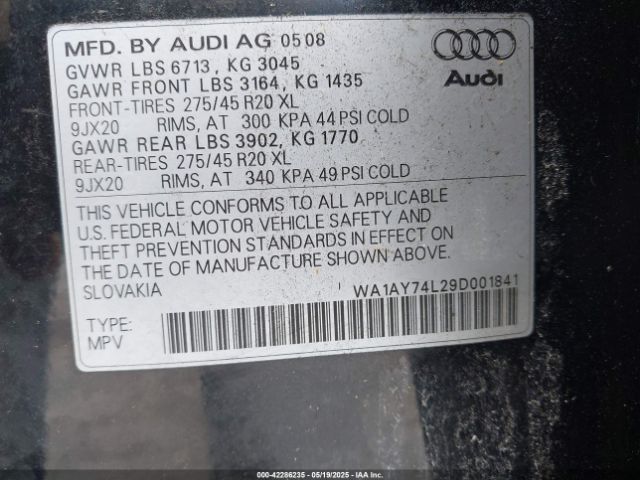 MFD. BY AUDI AG 05 08
GVWR LBS 6713, KG 3045
GAWR FRONT LBS 3164, KG 1435
FRONT-TIRES 275/45 R20 XL
9JX20 RIMS, AT 300 KPA 44 PSI COLD
GAWR REAR LBS 3902, KG 1770
REAR-TIRES 275/45 R20 XL
9JX20 RIMS, AT 340 KPA 49 PSI COLD
Audi
THIS VEHICLE CONFORMS TO ALL APPLICABLE
U.S. FEDERAL MOTOR VEHICLE SAFETY AND
THEFT PREVENTION STANDARDS IN EFFECT ON
THE DATE OF MANUFACTURE SHOWN ABOVE.
SLOVAKIA WA1AY74L29D001841
TYPE:
MPV
000-42286235 - 05/19/2025 - IAA Inc.